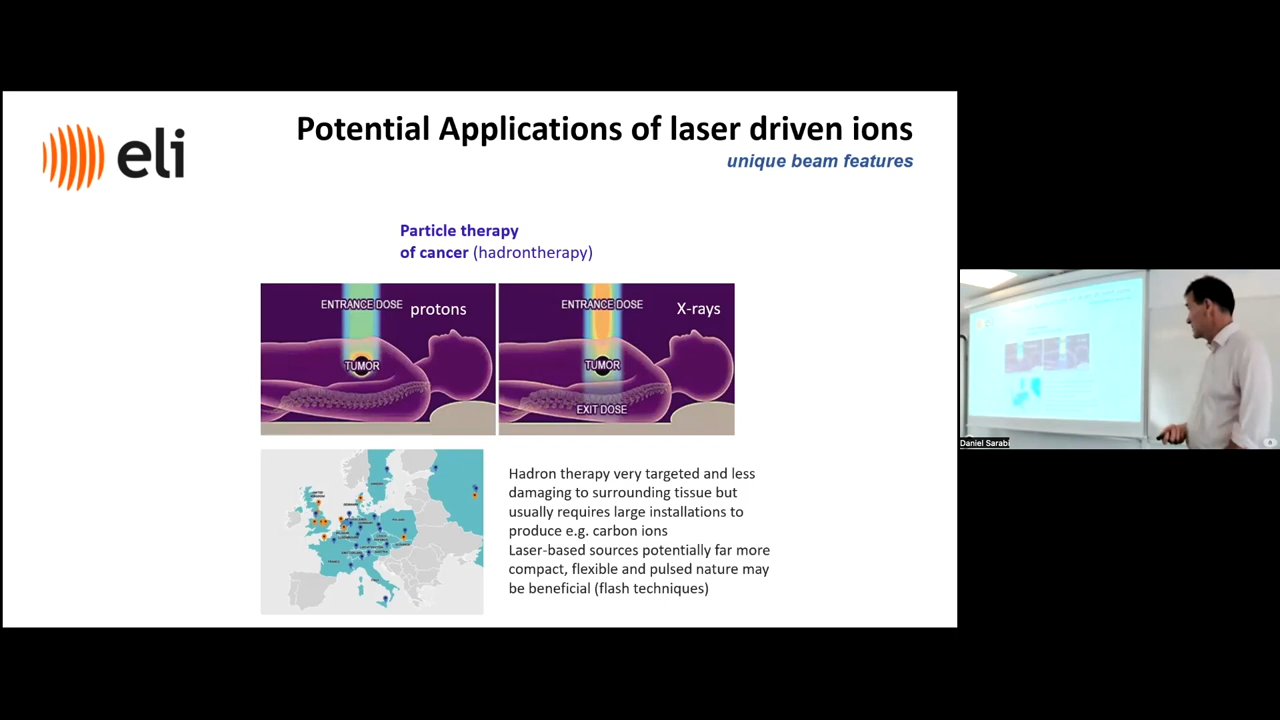 eli
Potential Applications of laser driven ions
unique beam features
Particle therapy
of cancer (hadrontherapy)
ENTRANCE DOSE
protons
TUMOR
ENTRANCE DOSE
X-rays
TUMOR
EXIT DOSE
Hadron therapy very targeted and less
damaging to surrounding tissue but
usually requires large installations to
produce e.g. carbon ions
Laser-based sources potentially far more
compact, flexible and pulsed nature may
be beneficial (flash techniques)
Daniel Sarabi